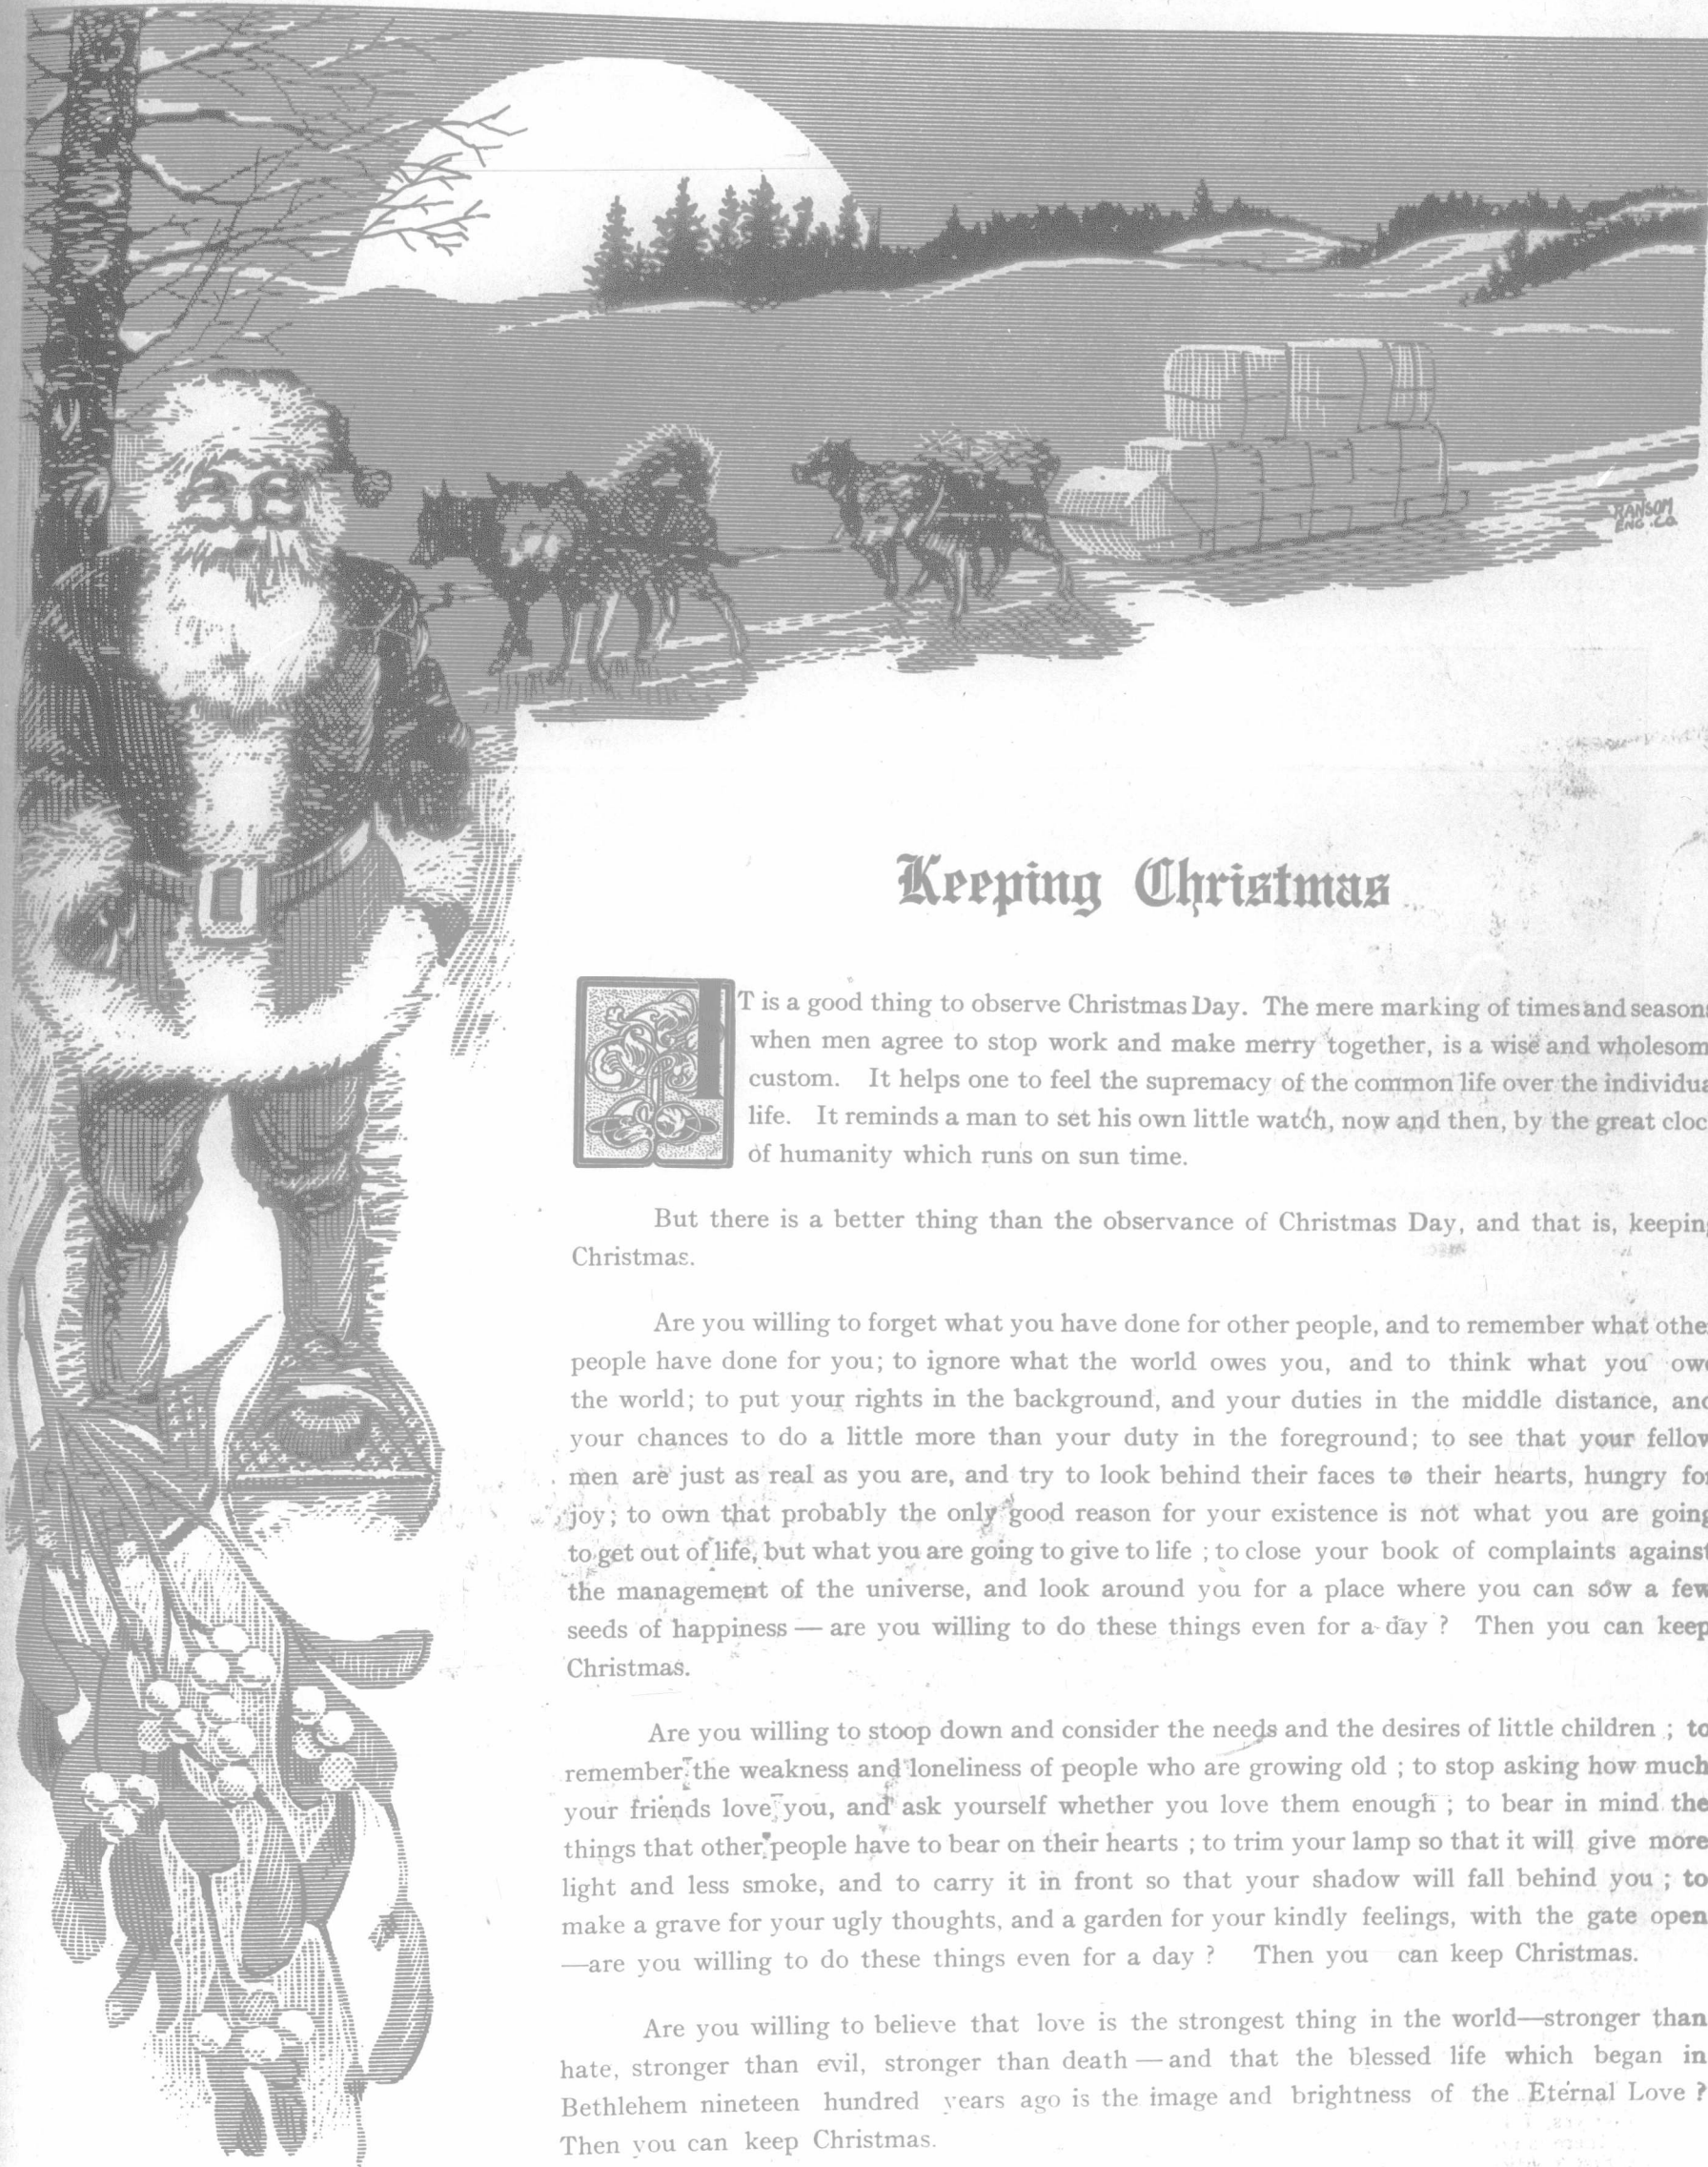 RANSOM
ENG. CO.
Keeping Christmas
IT is a good thing to observe Christmas Day. The mere marking of times and seasons
when men agree to stop work and make merry together, is a wise and wholesom
custom. It helps one to feel the supremacy of the common life over the individua
life. It reminds a man to set his own little watch, now and then, by the great cloc
of humanity which runs on sun time.
But there is a better thing than the observance of Christmas Day, and that is, keeping
Christmas.
Are you willing to forget what you have done for other people, and to remember what othe
people have done for you; to ignore what the world owes you, and to think what you owe
the world; to put your rights in the background, and your duties in the middle distance, and
your chances to do a little more than your duty in the foreground; to see that your fellow
men are just as real as you are, and try to look behind their faces to their hearts, hungry for
joy; to own that probably the only good reason for your existence is not what you are going
to get out of life, but what you are going to give to life ; to close your book of complaints against
the management of the universe, and look around you for a place where you can sow a few
seeds of happiness — are you willing to do these things even for a day ? Then you can keep
Christmas.
Are you willing to stoop down and consider the needs and the desires of little children ; to
remember the weakness and loneliness of people who are growing old ; to stop asking how much
your friends love you, and ask yourself whether you love them enough ; to bear in mind the
things that other people have to bear on their hearts ; to trim your lamp so that it will give more
light and less smoke, and to carry it in front so that your shadow will fall behind you ; to
make a grave for your ugly thoughts, and a garden for your kindly feelings, with the gate open
—are you willing to do these things even for a day ? Then you can keep Christmas.
Are you willing to believe that love is the strongest thing in the world—stronger than
hate, stronger than evil, stronger than death — and that the blessed life which began in
Bethlehem nineteen hundred years ago is the image and brightness of the Eternal Love ?
Then you can keep Christmas.